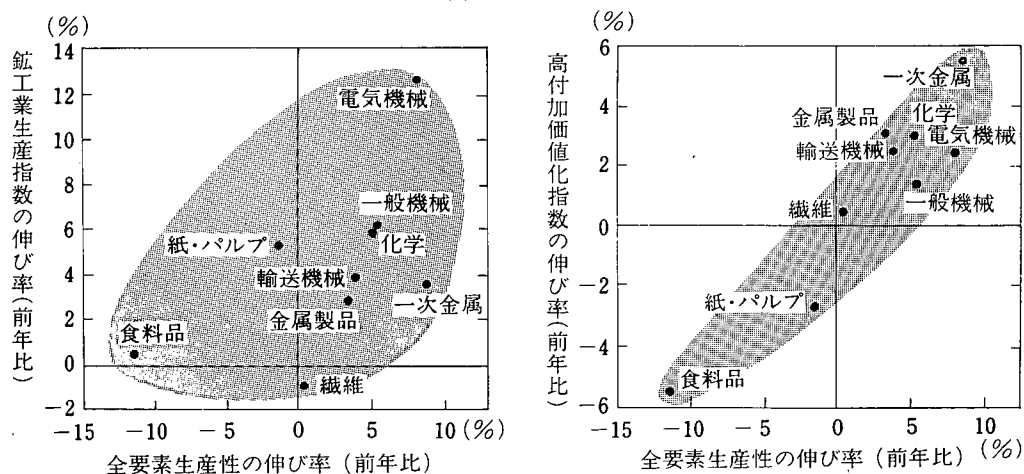 (%)
鉱工業生産指数の伸び率(前年比)
14
12
10
8
6
4
2
0
-2
電気機械
一般機械
化学
紙・パルプ
輸送機械
一次金属
金属製品
食料品
繊維
-15 -10 -5 0 5 10 (%)
全要素生産性の伸び率(前年比)
(%)
高付加価値化指数の伸び率(前年比)
6
4
2
0
-2
-4
-6
一次金属
金属製品
化学
電気機械
輸送機械
一般機械
繊維
紙・パルプ
食料品
-15 -10 -5 0 5 10 (%)
全要素生産性の伸び率(前年比)